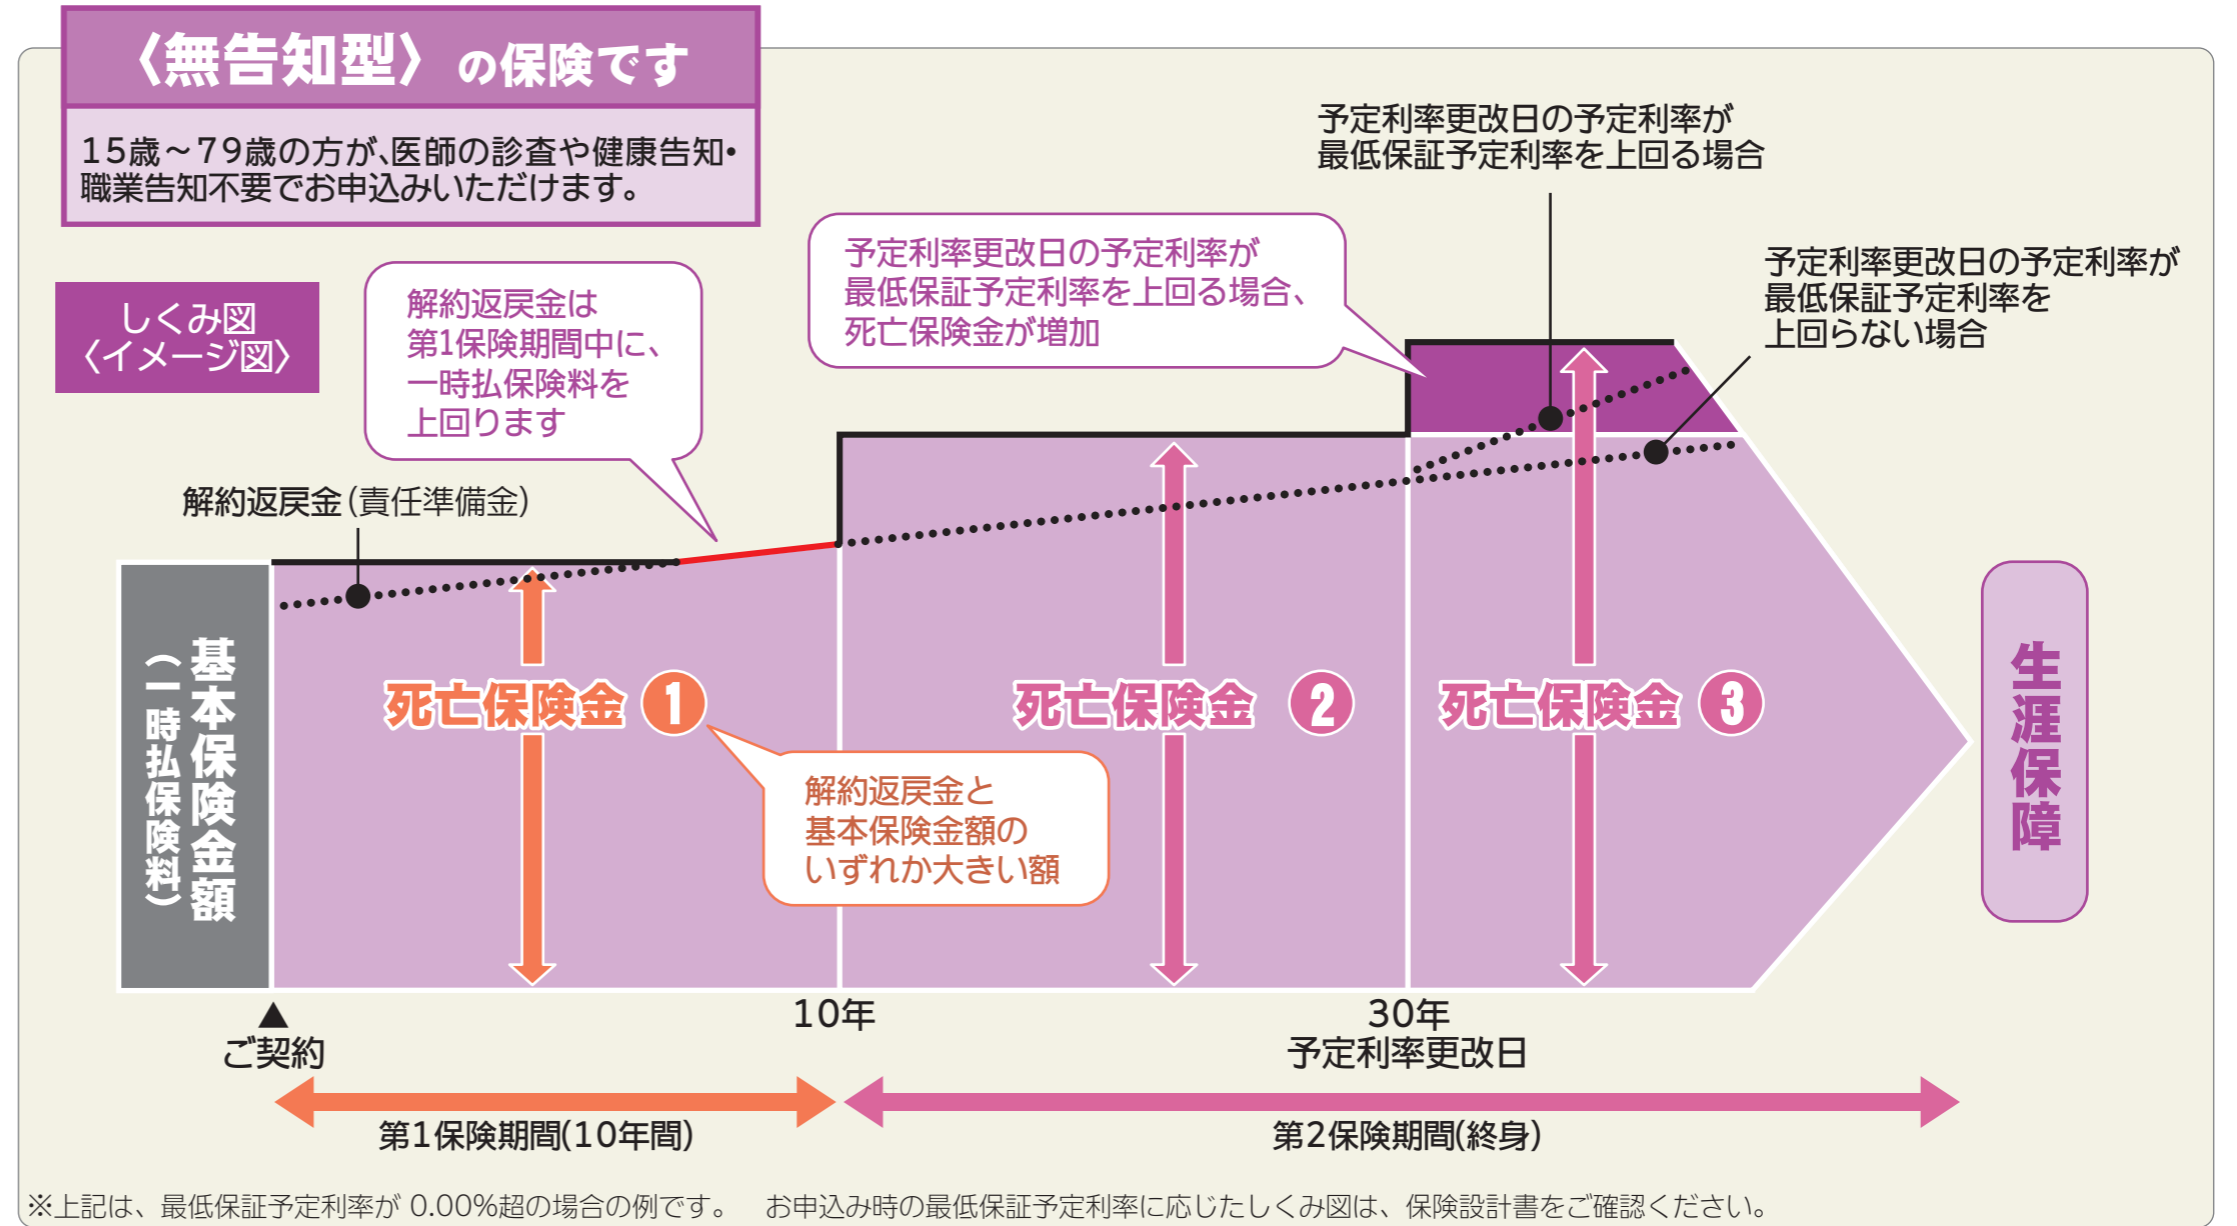 〈無告知型〉の保険です
15歳～79歳の方が、医師の診査や健康告知・
職業告知不要でお申込みいただけます。
しくみ図
〈イメージ図〉
解約返戻金は
第1保険期間中に、
一時払保険料を
上回ります
予定利率更改日の予定利率が
最低保証予定利率を上回る場合、
死亡保険金が増加
予定利率更改日の予定利率が
最低保証予定利率を上回る場合
予定利率更改日の予定利率が
最低保証予定利率を
上回らない場合
解約返戻金(責任準備金)
基本保険金額
(一時払保険料)
死亡保険金 1
解約返戻金と
基本保険金額の
いずれか大きい額
死亡保険金 2
死亡保険金 3
生涯保障
▲
ご契約
10年
30年
予定利率更改日
第1保険期間(10年間)
第2保険期間(終身)
※上記は、最低保証予定利率が 0.00%超の場合の例です。 お申込み時の最低保証予定利率に応じたしくみ図は、保険設計書をご確認ください。